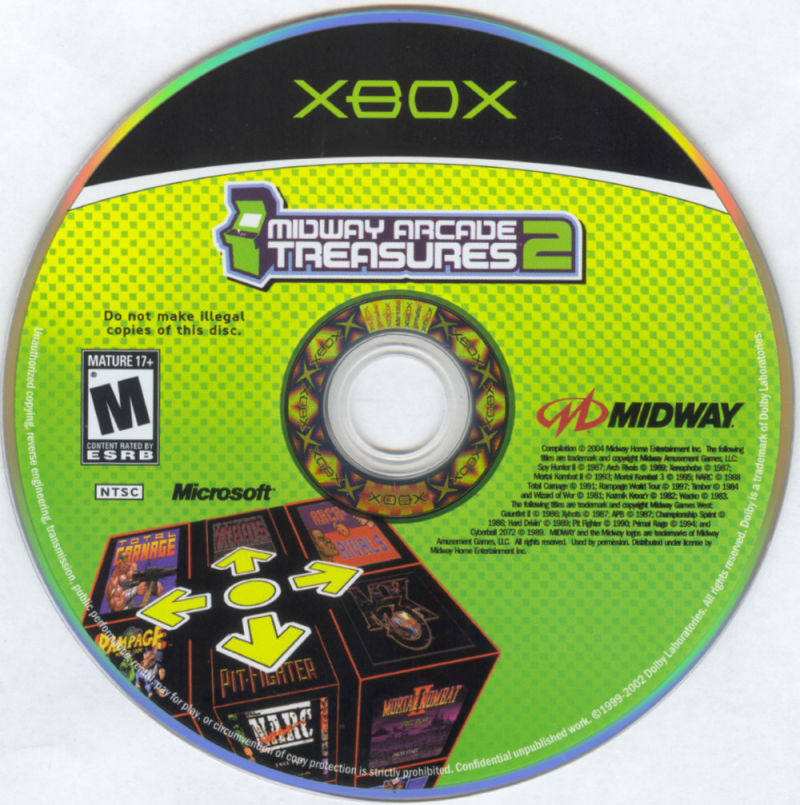 XBOX
MIDWAY ARCADE
TREASURES 2
Do not make illegal
copies of this disc.
MATURE 17+
M
CONTENT RATED BY
ESRB
NTSC
Microsoft
MIDWAY
Compilation © 2004 Midway Home Entertainment Inc. The following
titles are trademark and copyright Midway Amusement Games, LLC:
Spy Hunter II © 1987; Arch Rivals © 1989; Xenophobe © 1987;
Mortal Kombat II © 1993; Mortal Kombat 3 © 1995; NARC © 1988
Total Carnage © 1991; Rampage World Tour © 1997; Timber © 1984
and Wizard of Wor © 1981; Kozmik Krooz'r © 1982; Wacko © 1983.
The following titles are trademark and copyright Midway Games West:
Gauntlet II © 1986; Xybots © 1987; APB © 1987; Championship Sprint ©
1986; Hard Drivin' © 1989; Pit Fighter © 1990; Primal Rage © 1994; and
Cyberball 2072 © 1989. MIDWAY and the Midway logos are trademarks of Midway
Amusement Games, LLC. All rights reserved. Used by permission. Distributed under license by
Midway Home Entertainment Inc.
XBOX
XBOX
XBOX
XBOX
XBOX
TOTAL
CARNAGE
XENOPHOBE
ARCH
RIVALS
RAMPAGE
PIT-FIGHTER
NARC
MORTAL KOMBAT
II
Unauthorized copying, reverse engineering, transmission, public performance, rental, pay for play, or circumvention of copy protection is strictly prohibited. Confidential unpublished work. ©1999-2002 Dolby Laboratories. All rights reserved. Dolby is a trademark of Dolby Laboratories.